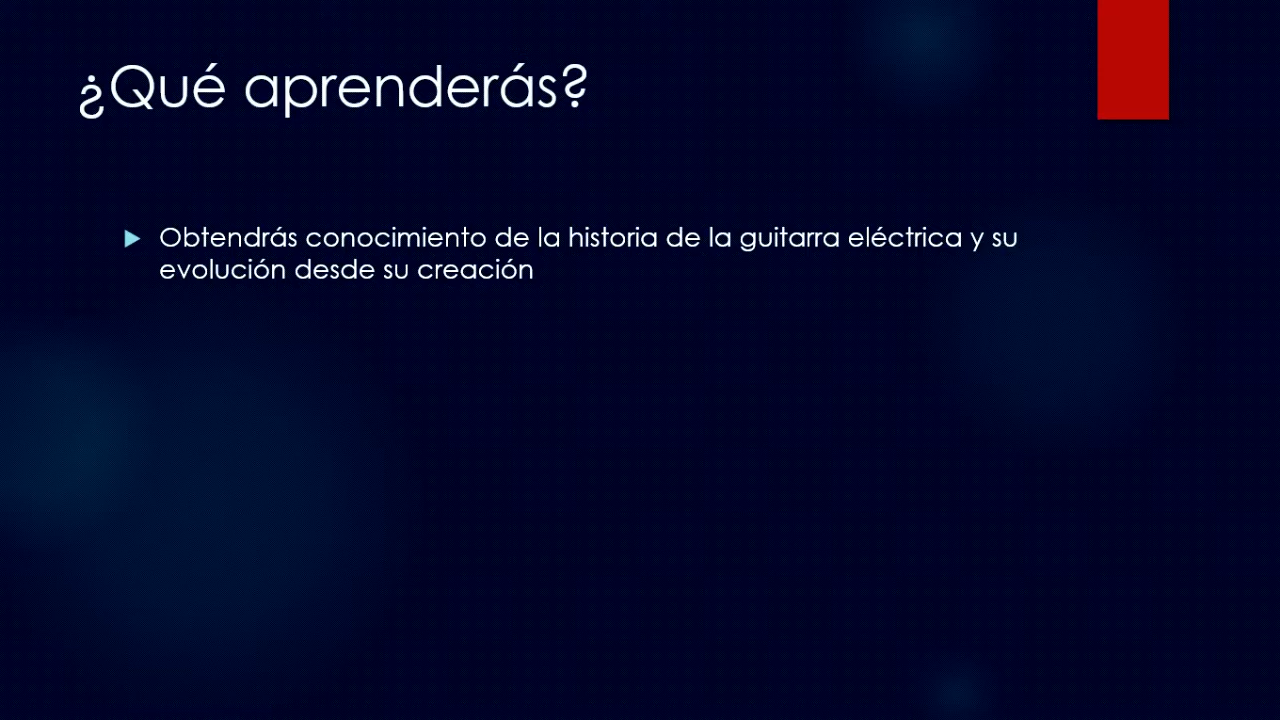 ¿Qué aprenderás?
Obtendrás conocimiento de la historia de la guitarra eléctrica y su
evolución desde su creación